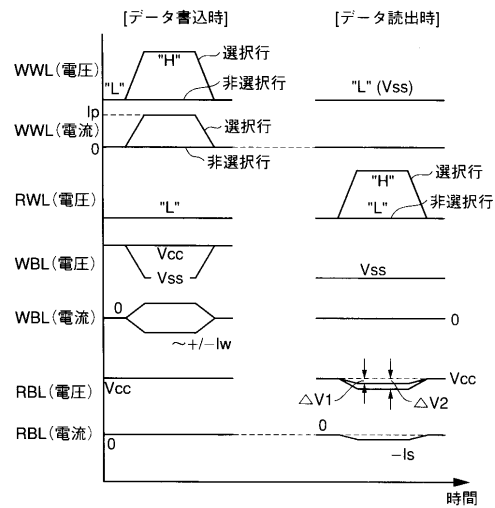 [データ書込時] [データ読出時]
WWL(電圧) "L" "H" 選択行 非選択行 "L" (Vss)
WWL(電流) Ip 0 選択行 非選択行
RWL(電圧) "L" "H" "L" 選択行 非選択行
WBL(電圧) Vcc Vss Vss
WBL(電流) 0 ~+/-Iw 0
RBL(電圧) Vcc △V1 △V2 Vcc
RBL(電流) 0 0 -Is
時間